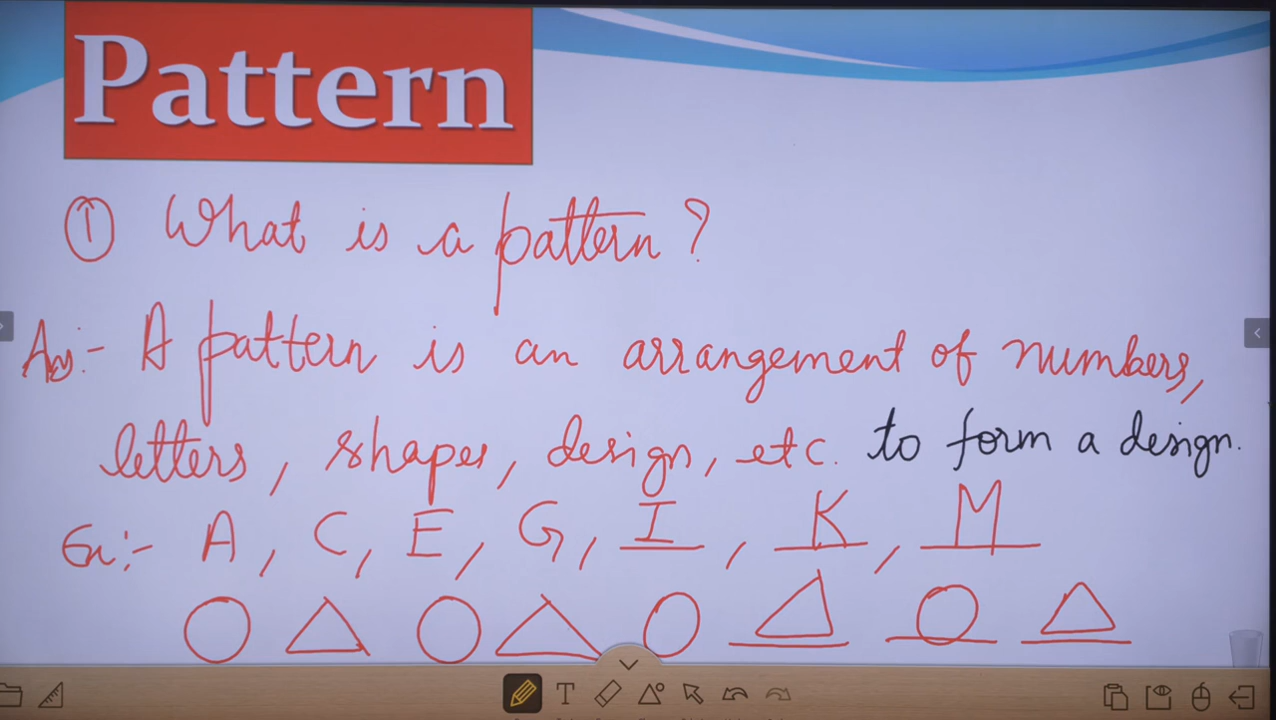 Pattern
① What is a pattern?
Ans:- A pattern is an arrangement of numbers,
letters, shapes, design, etc. to form a design.
Ex:- A, C, E, G, I, K, M
T